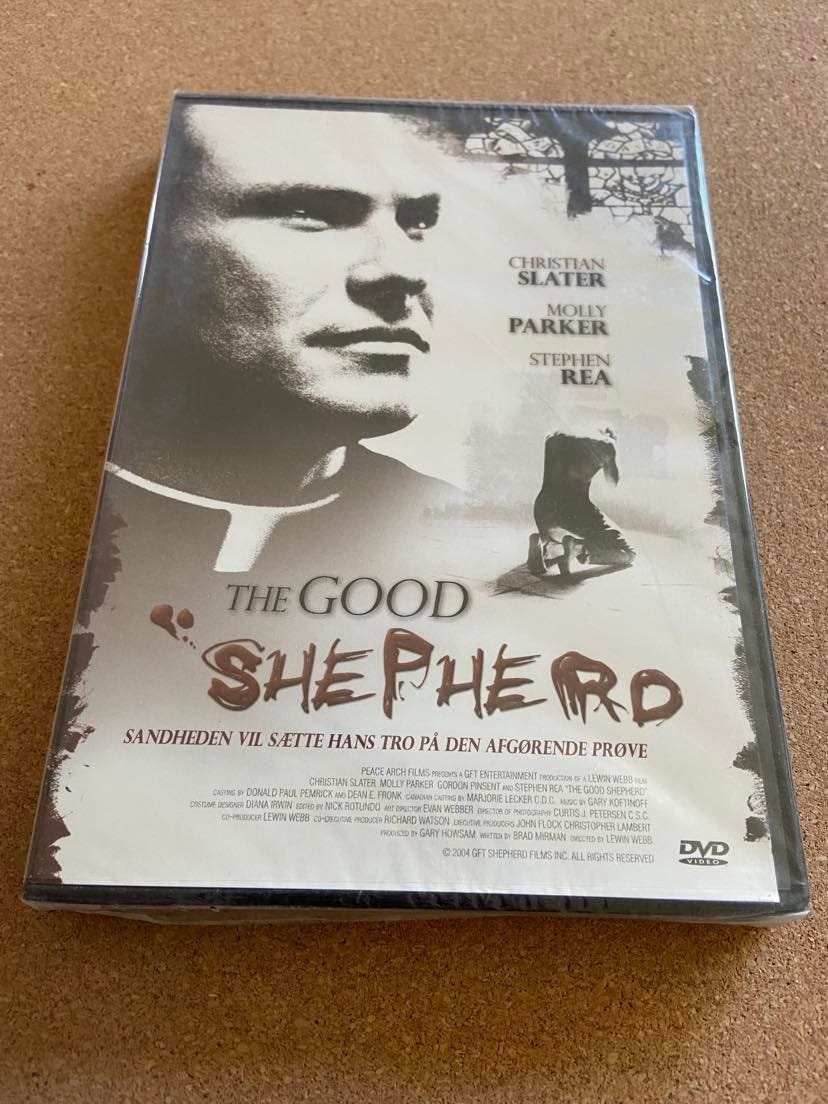 CHRISTIAN
SLATER
MOLLY
PARKER
STEPHEN
REA
THE GOOD
SHEPHERD
SANDHEDEN VIL SÆTTE HANS TRO PÅ DEN AFGØRENDE PRØVE
PEACE ARCH FILMS PRESENTS A GFT ENTERTAINMENT PRODUCTION OF A LEWIN WEBB FILM
CHRISTIAN SLATER MOLLY PARKER GORDON PINSENT AND STEPHEN REA "THE GOOD SHEPHERD"
CASTING BY DONALD PAUL PEMRICK AND DEAN E. FRONK CANADIAN CASTING BY MARJORIE LECKER C.D.C. MUSIC BY GARY KOFTINOFF
COSTUME DESIGNER DIANA IRWIN EDITED BY NICK ROTUNDO ART DIRECTOR EVAN WEBBER DIRECTOR OF PHOTOGRAPHY CURTIS J. PETERSEN C.S.C.
CO-PRODUCER LEWIN WEBB CO-EXECUTIVE PRODUCER RICHARD WATSON EXECUTIVE PRODUCERS JOHN FLOCK CHRISTOPHER LAMBERT
PRODUCED BY GARY HOWSAM WRITTEN BY BRAD MIRMAN DIRECTED BY LEWIN WEBB
© 2004 GFT SHEPHERD FILMS INC. ALL RIGHTS RESERVED
DVD
VIDEO